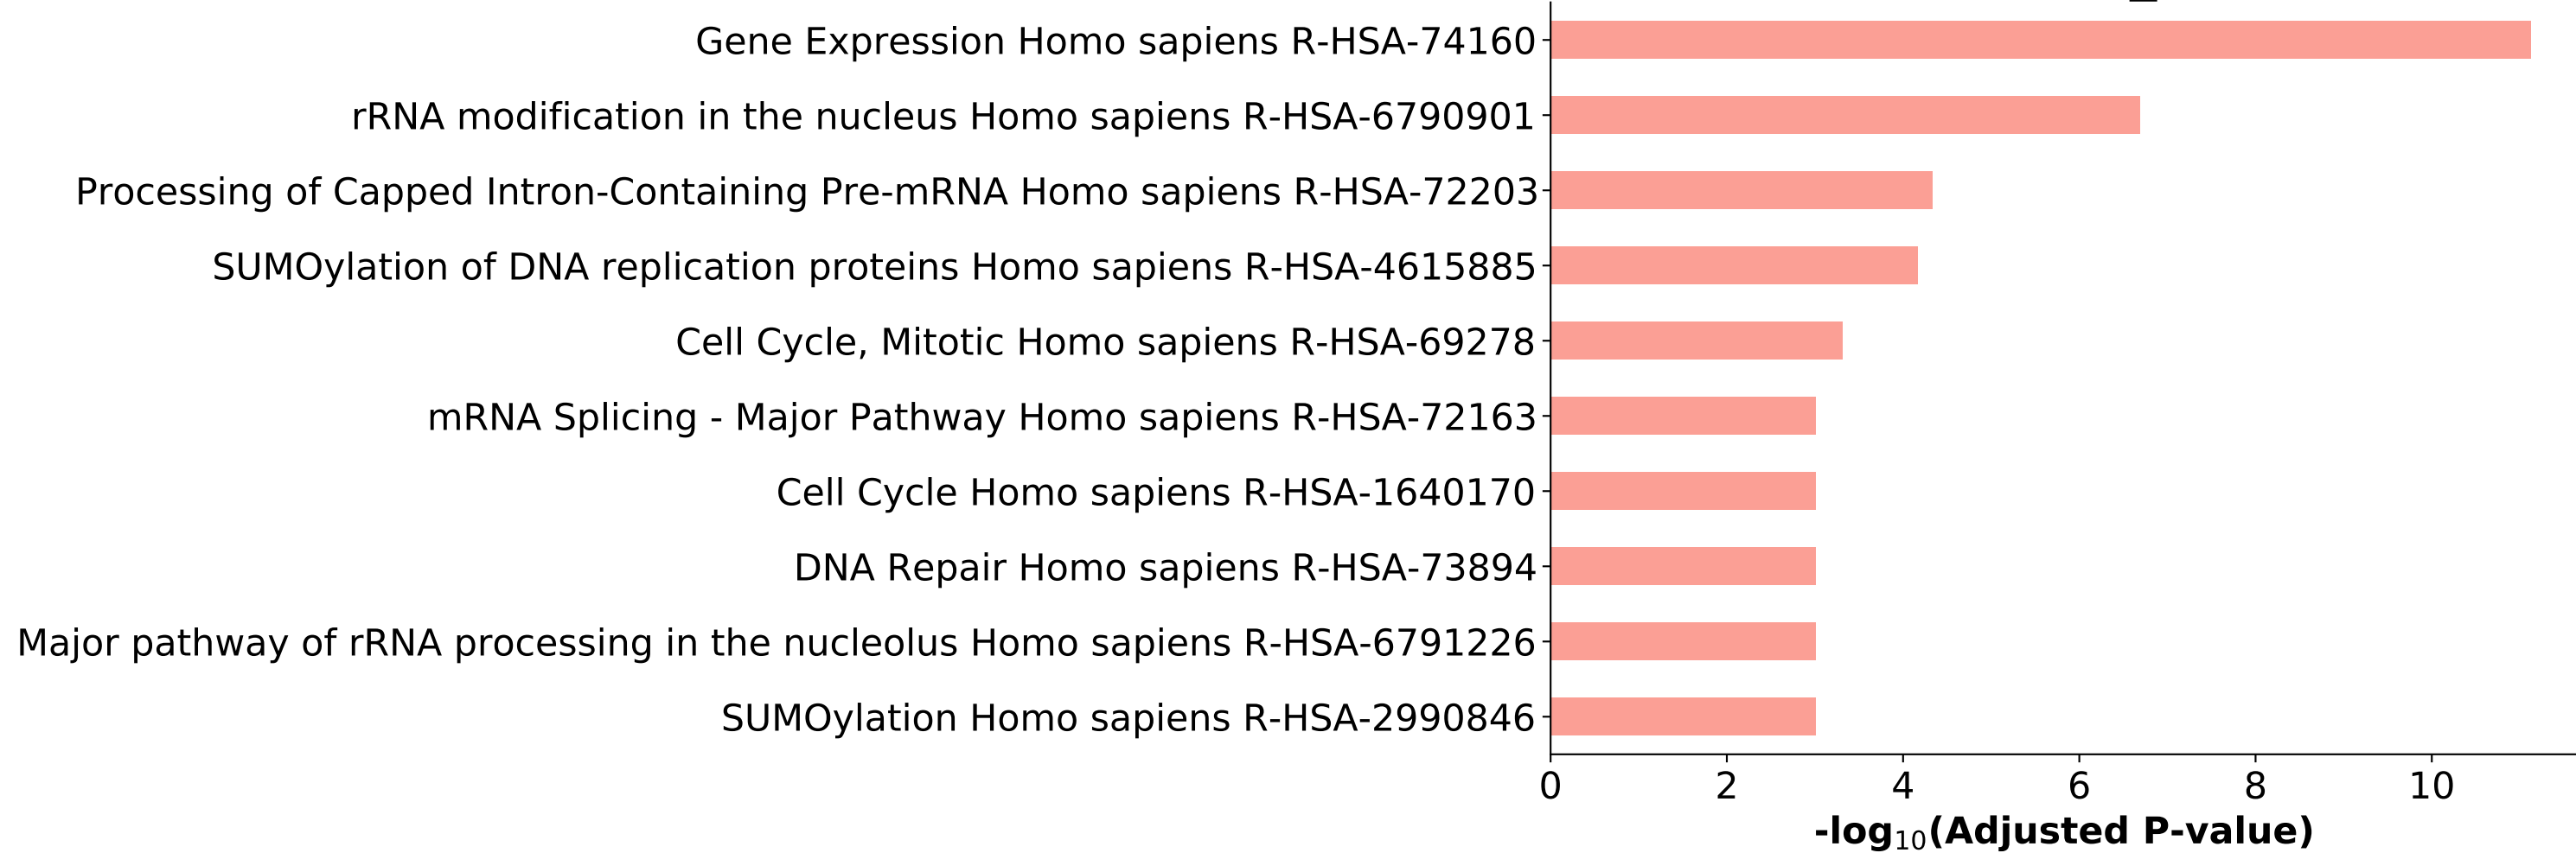 Gene Expression Homo sapiens R-HSA-74160
rRNA modification in the nucleus Homo sapiens R-HSA-6790901
Processing of Capped Intron-Containing Pre-mRNA Homo sapiens R-HSA-72203
SUMOylation of DNA replication proteins Homo sapiens R-HSA-4615885
Cell Cycle, Mitotic Homo sapiens R-HSA-69278
mRNA Splicing - Major Pathway Homo sapiens R-HSA-72163
Cell Cycle Homo sapiens R-HSA-1640170
DNA Repair Homo sapiens R-HSA-73894
Major pathway of rRNA processing in the nucleolus Homo sapiens R-HSA-6791226
SUMOylation Homo sapiens R-HSA-2990846
0 2 4 6 8 10
-log₁₀(Adjusted P-value)